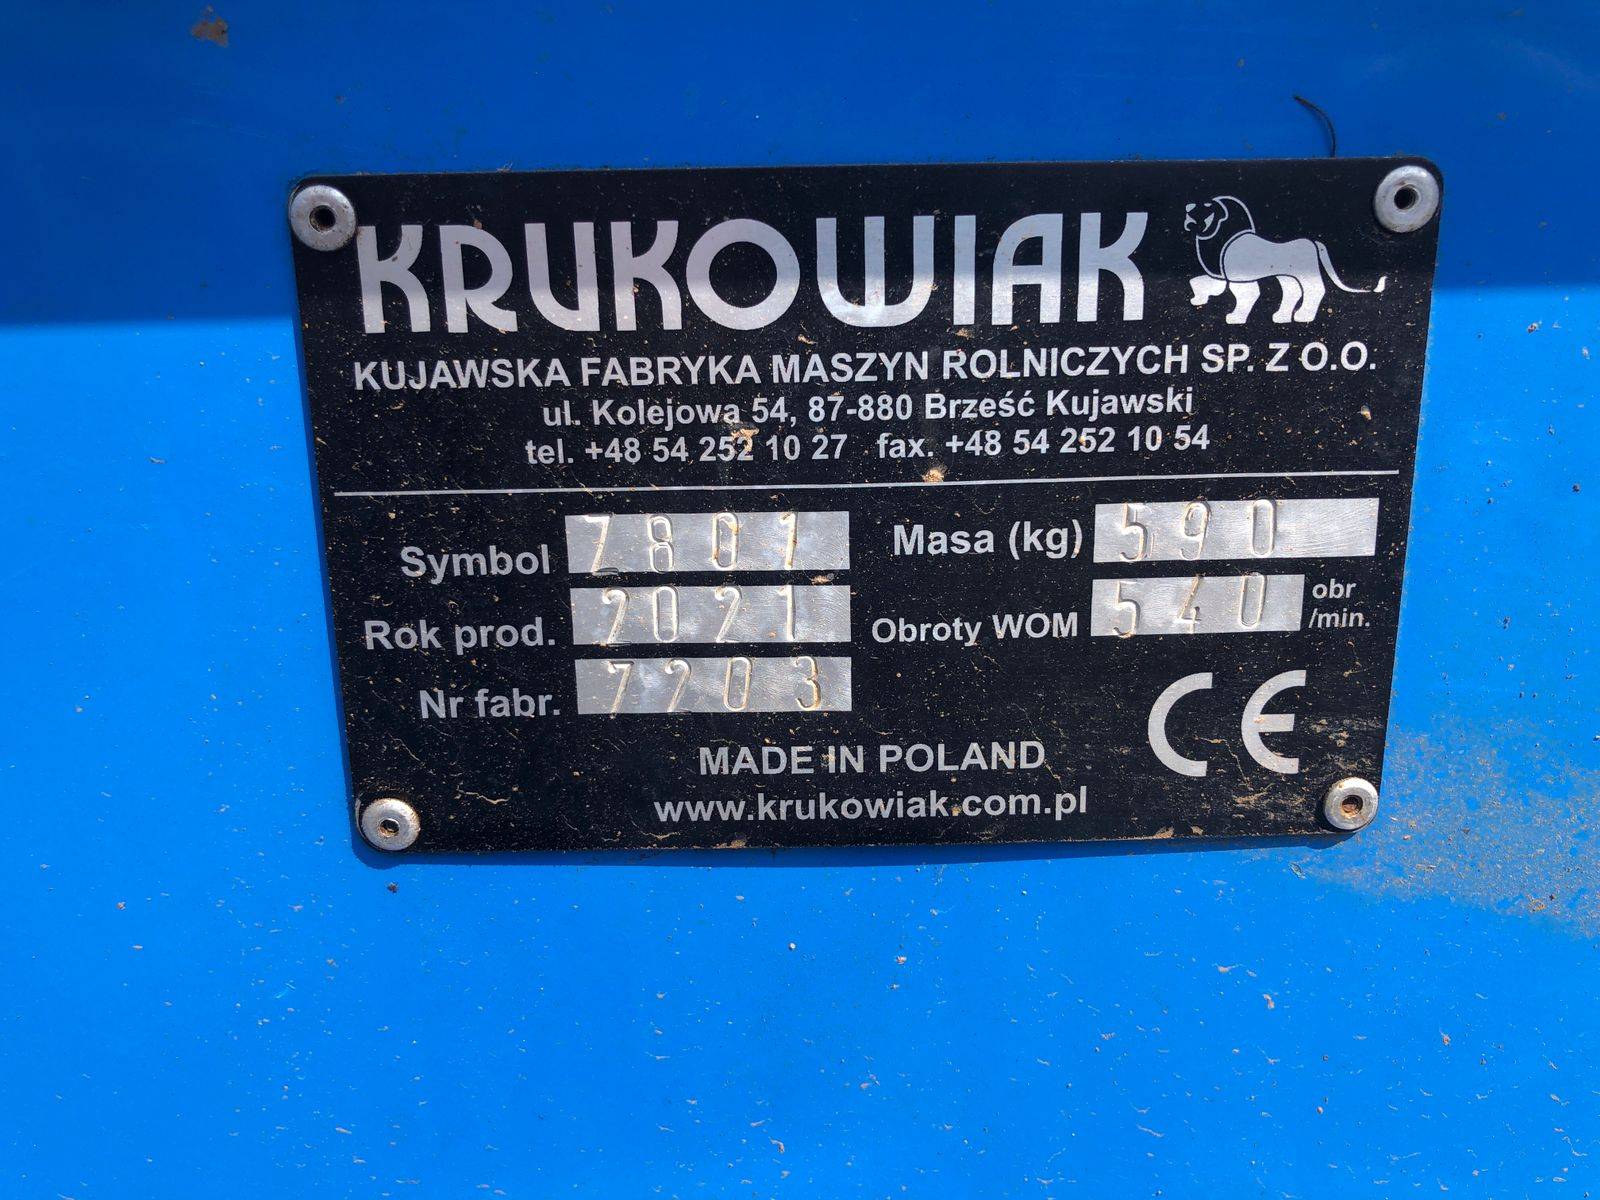 KRUKOWIAK
KUJAWSKA FABRYKA MASZYN ROLNICZYCH SP. Z O.O.
ul. Kolejowa 54, 87-880 Brześć Kujawski
tel. +48 54 252 10 27 fax. +48 54 252 10 54
Symbol Z801 Masa (kg) 590
Rok prod. 2021 Obroty WOM 540 obr /min.
Nr fabr. 7203
CE
MADE IN POLAND
www.krukowiak.com.pl